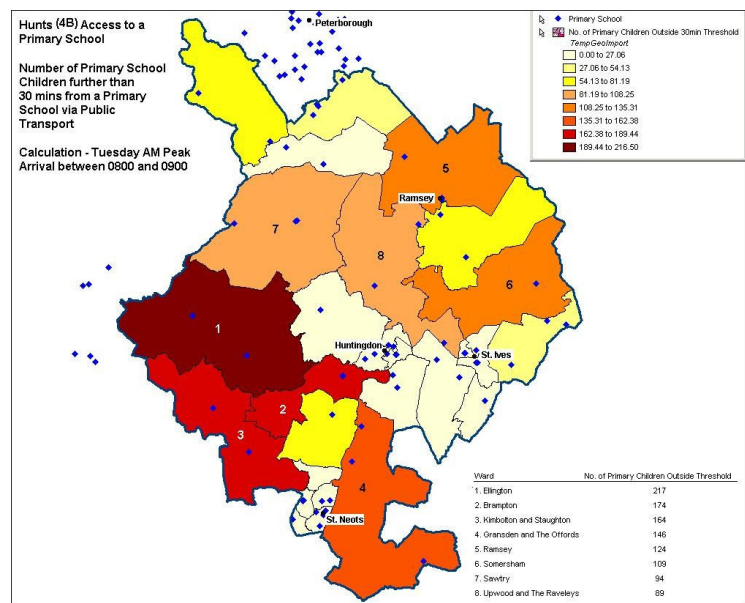 Hunts (4B) Access to a
Primary School
Number of Primary School
Children further than
30 mins from a Primary
School via Public
Transport
Calculation - Tuesday AM Peak
Arrival between 0800 and 0900
Peterborough
Primary School
No. of Primary Children Outside 30min Threshold
TempGeoImport
0.00 to 27.06
27.06 to 54.13
54.13 to 81.19
81.19 to 108.25
108.25 to 135.31
135.31 to 162.38
162.38 to 189.44
189.44 to 216.50
5
Ramsey
7
8
6
1
Huntingdon
St. Ives
2
3
4
St. Neots
Ward No. of Primary Children Outside Threshold
1. Ellington 217
2. Brampton 174
3. Kimbolton and Staughton 164
4. Gransden and The Offords 146
5. Ramsey 124
6. Somersham 109
7. Sawtry 94
8. Upwood and The Raveleys 89